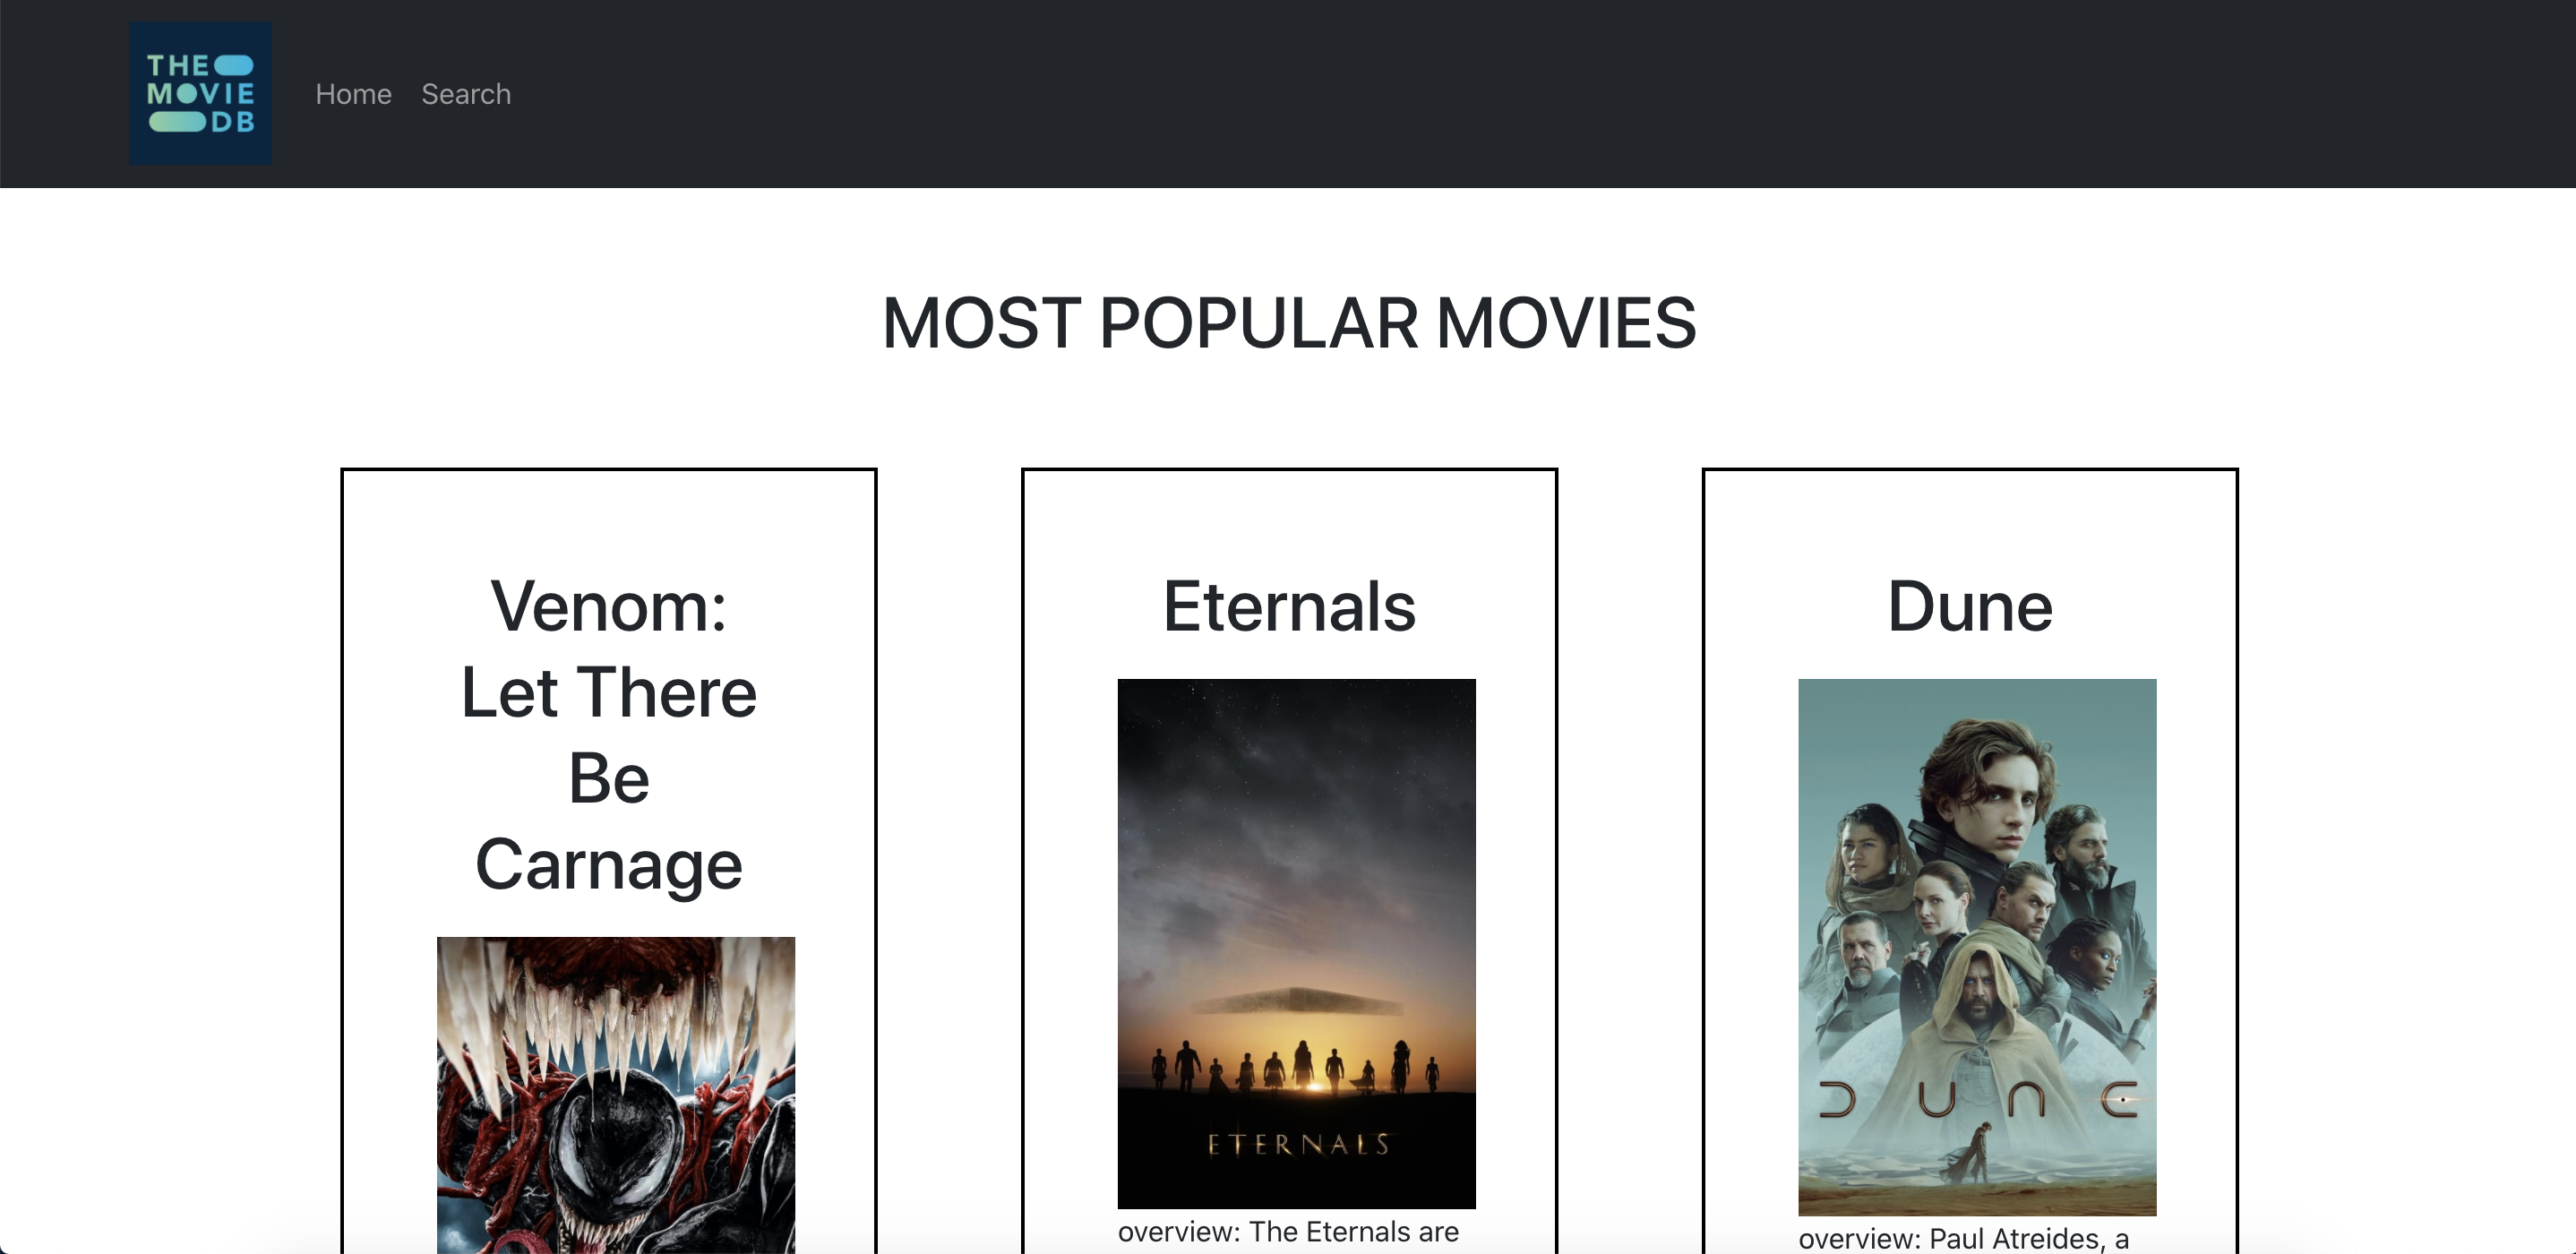 THE
MOVIE
DB
Home
Search
MOST POPULAR MOVIES
Venom:
Let There
Be
Carnage
Eternals
ETERNALS
overview: The Eternals are
Dune
DUNE
overview: Paul Atreides, a